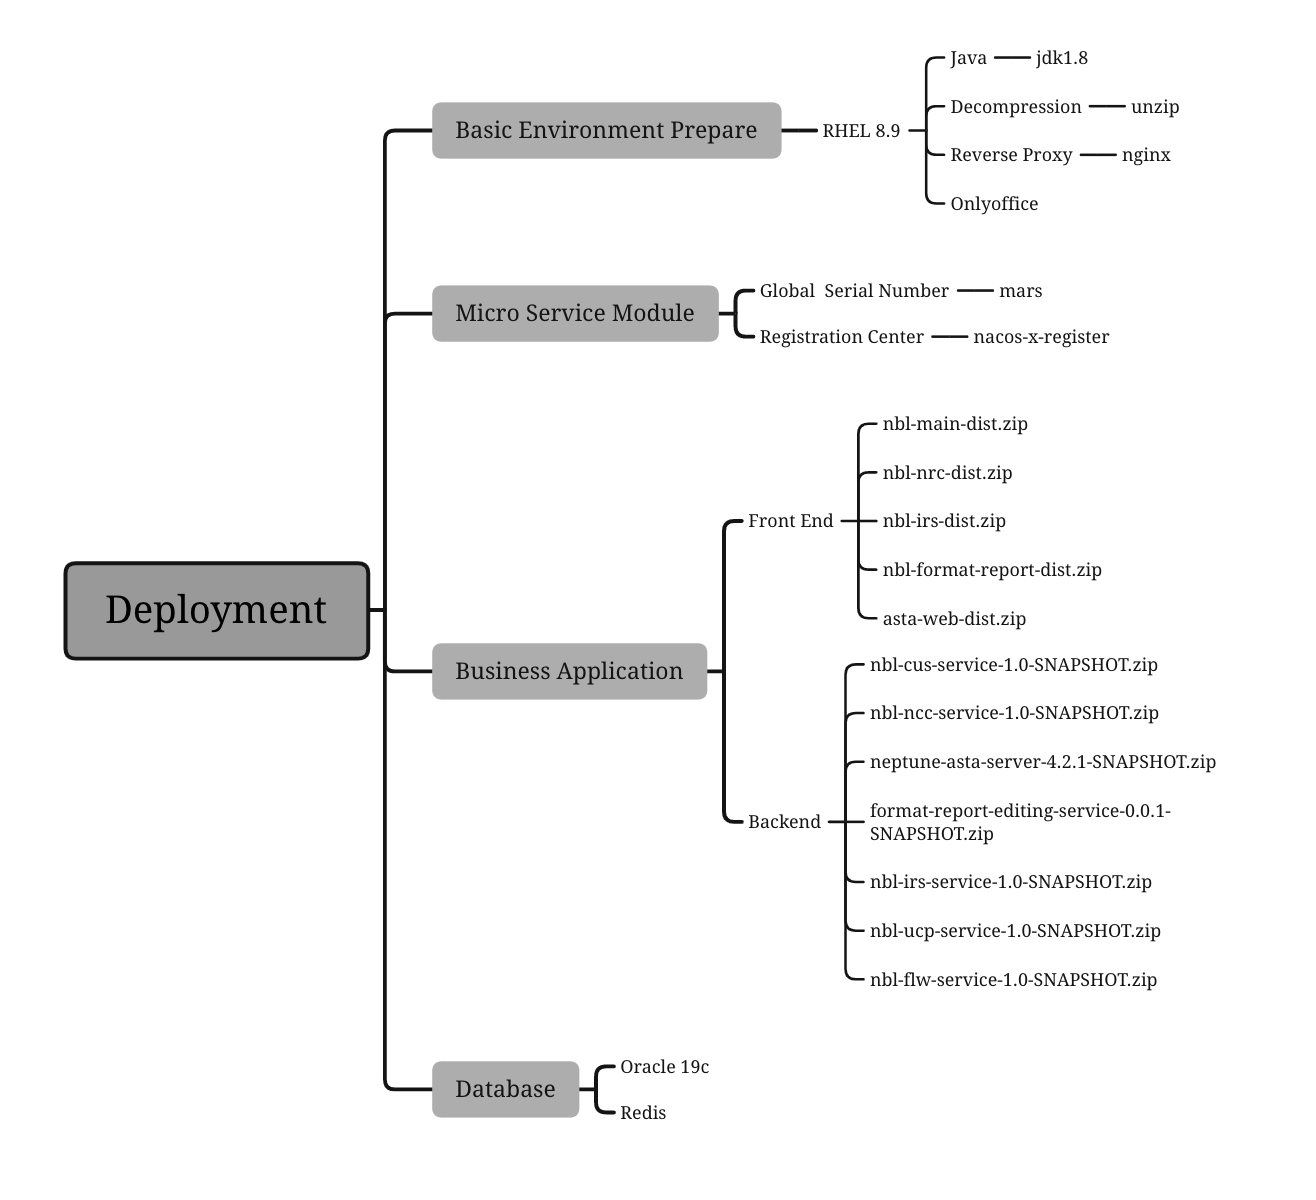 Deployment
Basic Environment Prepare
RHEL 8.9
Java
jdk1.8
Decompression
unzip
Reverse Proxy
nginx
Onlyoffice
Micro Service Module
Global  Serial Number
mars
Registration Center
nacos-x-register
Business Application
Front End
nbl-main-dist.zip
nbl-nrc-dist.zip
nbl-irs-dist.zip
nbl-format-report-dist.zip
asta-web-dist.zip
Backend
nbl-cus-service-1.0-SNAPSHOT.zip
nbl-ncc-service-1.0-SNAPSHOT.zip
neptune-asta-server-4.2.1-SNAPSHOT.zip
format-report-editing-service-0.0.1-
SNAPSHOT.zip
nbl-irs-service-1.0-SNAPSHOT.zip
nbl-ucp-service-1.0-SNAPSHOT.zip
nbl-flw-service-1.0-SNAPSHOT.zip
Database
Oracle 19c
Redis